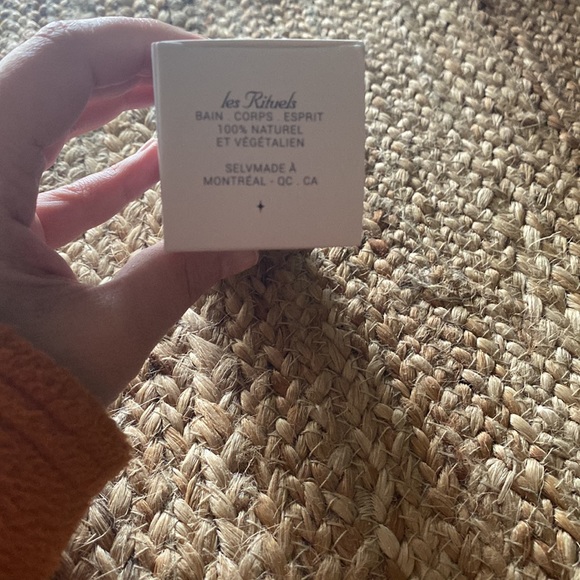 les Rituels
BAIN . CORPS . ESPRIT
100% NATUREL
ET VÉGÉTALIEN
SELVMADE À
MONTRÉAL - QC . CA